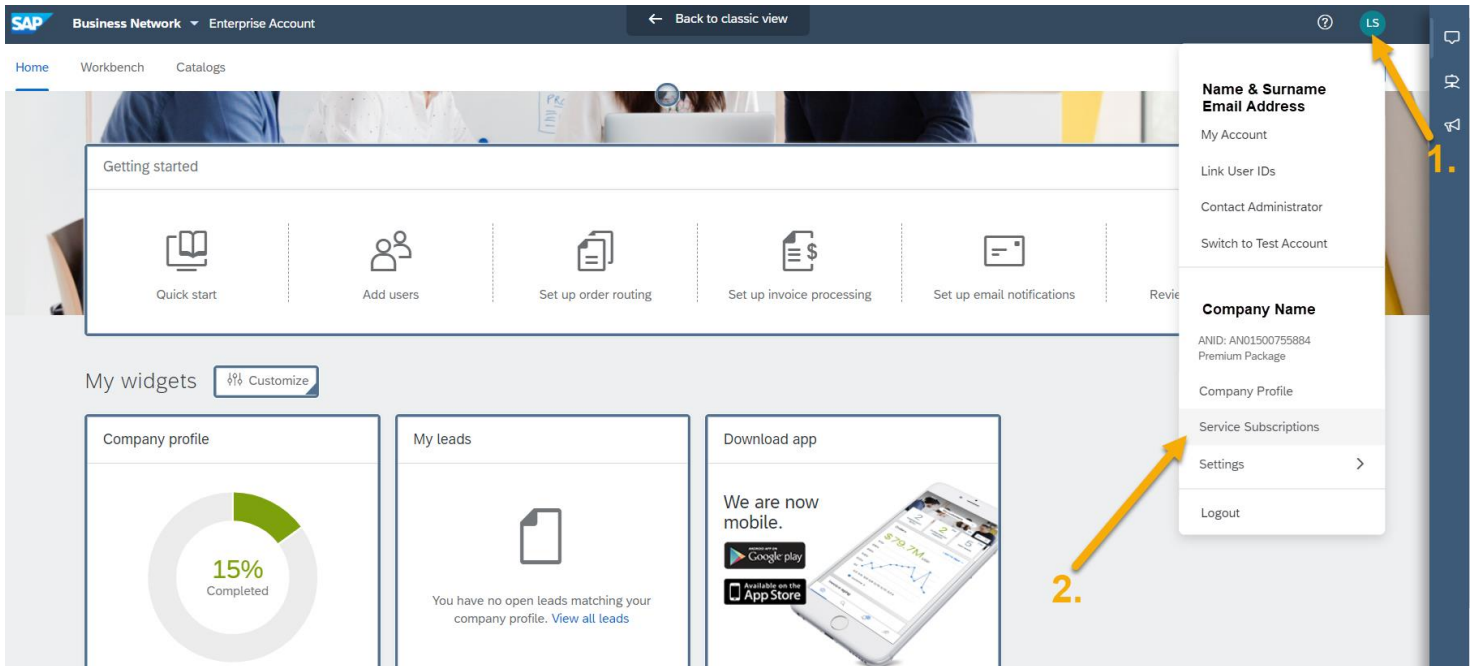 SAP Business Network Enterprise Account ← Back to classic view LS
Home Workbench Catalogs
Name & Surname
Email Address
My Account
1.
Link User IDs
Contact Administrator
Switch to Test Account
Getting started
Quick start Add users Set up order routing Set up invoice processing Set up email notifications Revie
Company Name
ANID: AN01500755884
Premium Package
Company Profile
Service Subscriptions
Settings
Logout
2.
My widgets Customize
Company profile
15%
Completed
My leads
You have no open leads matching your
company profile. View all leads
Download app
We are now
mobile.
ANDROID APP ON
Google play
Available on the
App Store
$79.7M